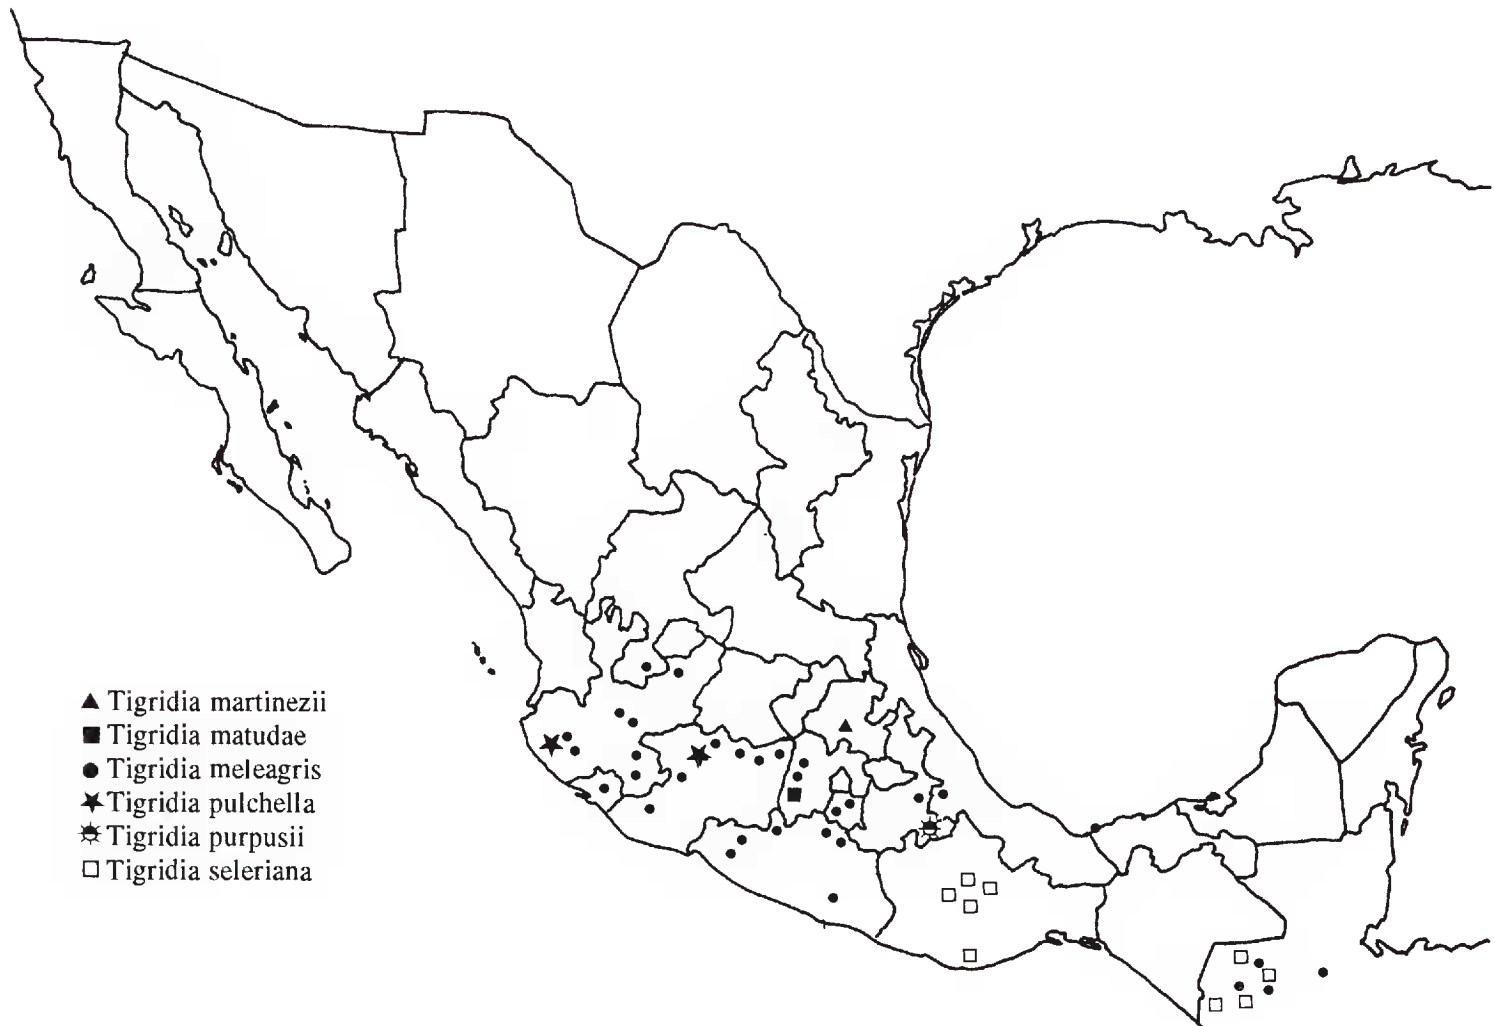 ▲ Tigridia martinezii
■ Tigridia matudae
● Tigridia meleagris
★ Tigridia pulchella
Tigridia purpusii
□ Tigridia seleriana